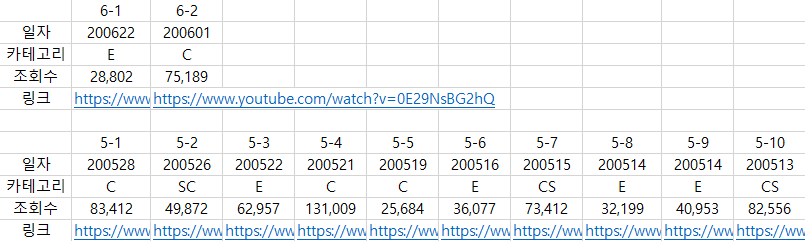 6-1 6-2
일자 200622 200601
카테고리 E C
조회수 28,802 75,189
링크 https://www https://www.youtube.com/watch?v=0E29NsBG2hQ
5-1 5-2 5-3 5-4 5-5 5-6 5-7 5-8 5-9 5-10
일자 200528 200526 200522 200521 200519 200516 200515 200514 200514 200513
카테고리 C SC E C C E CS E E CS
조회수 83,412 49,872 62,957 131,009 25,684 36,077 73,412 32,199 40,953 82,556
링크 https://www https://www https://www https://www https://www https://www https://www https://www https://www https://www